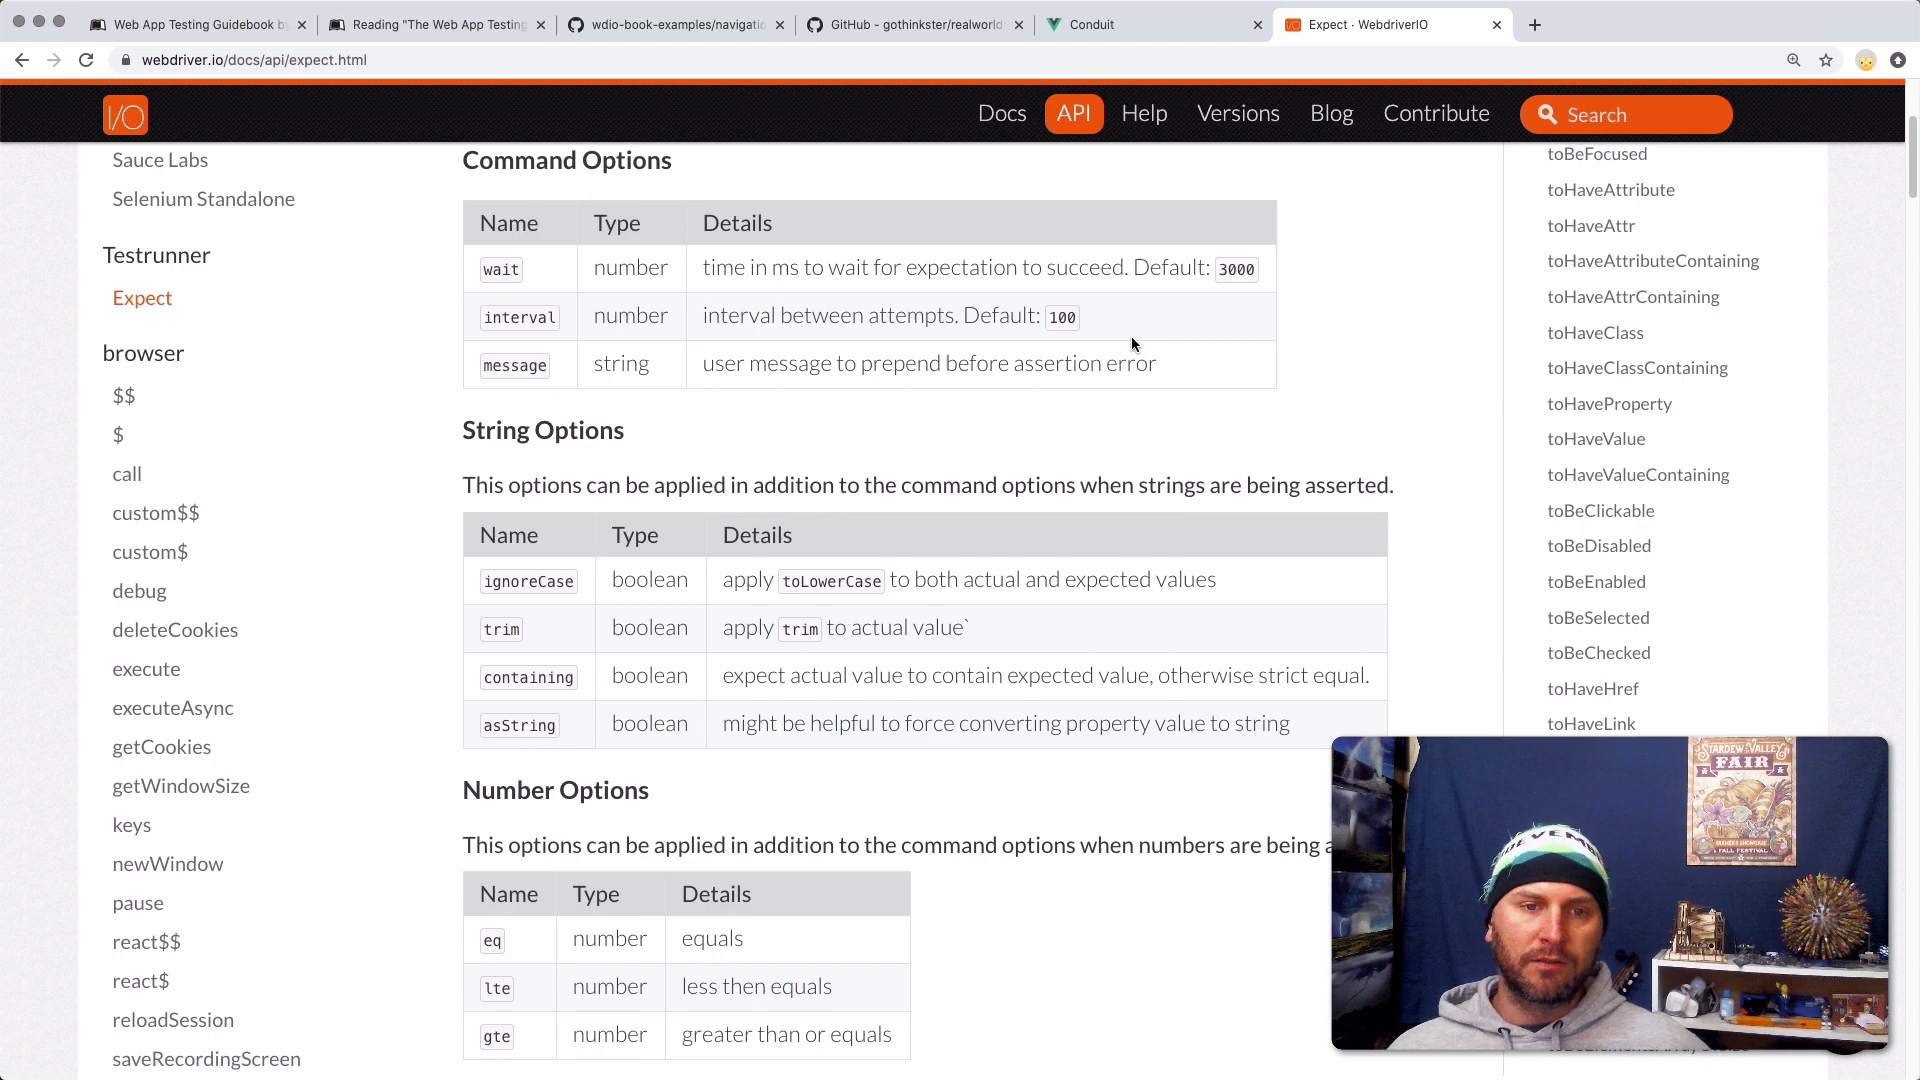 Web App Testing Guidebook by
Reading "The Web App Testing
wdio-book-examples/navigatio
GitHub - gothinkster/realworld
Conduit
Expect · WebdriverIO
webdriver.io/docs/api/expect.html
I/O
Docs
API
Help
Versions
Blog
Contribute
Search
Sauce Labs
Selenium Standalone
Testrunner
Expect
browser
$$
$
call
custom$$
custom$
debug
deleteCookies
execute
executeAsync
getCookies
getWindowSize
keys
newWindow
pause
react$$
react$
reloadSession
saveRecordingScreen
Command Options
Name Type Details
wait number time in ms to wait for expectation to succeed. Default: 3000
interval number interval between attempts. Default: 100
message string user message to prepend before assertion error
String Options
This options can be applied in addition to the command options when strings are being asserted.
Name Type Details
ignoreCase boolean apply toLowerCase to both actual and expected values
trim boolean apply trim to actual value`
containing boolean expect actual value to contain expected value, otherwise strict equal.
asString boolean might be helpful to force converting property value to string
Number Options
This options can be applied in addition to the command options when numbers are being a
Name Type Details
eq number equals
lte number less then equals
gte number greater than or equals
toBeFocused
toHaveAttribute
toHaveAttr
toHaveAttributeContaining
toHaveAttrContaining
toHaveClass
toHaveClassContaining
toHaveProperty
toHaveValue
toHaveValueContaining
toBeClickable
toBeDisabled
toBeEnabled
toBeSelected
toBeChecked
toHaveHref
toHaveLink
STARDEW VALLEY
FAIR
FALL FESTIVAL